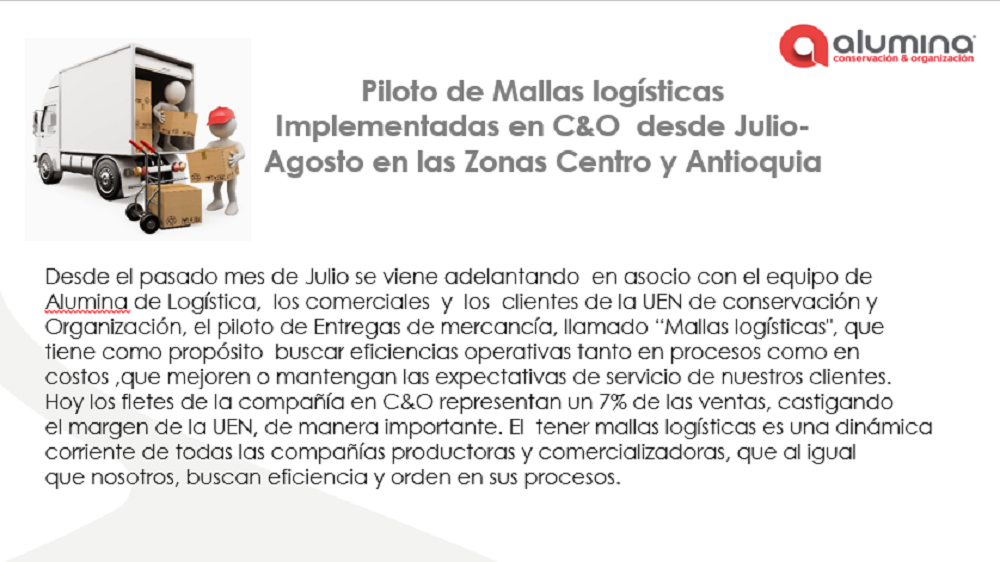 alumina
conservación & organización
Piloto de Mallas logísticas
Implementadas en C&O desde Julio-
Agosto en las Zonas Centro y Antioquia
Desde el pasado mes de Julio se viene adelantando en asocio con el equipo de
Alumina de Logística, los comerciales y los clientes de la UEN de conservación y
Organización, el piloto de Entregas de mercancía, llamado “Mallas logísticas", que
tiene como propósito buscar eficiencias operativas tanto en procesos como en
costos ,que mejoren o mantengan las expectativas de servicio de nuestros clientes.
Hoy los fletes de la compañía en C&O representan un 7% de las ventas, castigando
el margen de la UEN, de manera importante. El tener mallas logísticas es una dinámica
corriente de todas las compañías productoras y comercializadoras, que al igual
que nosotros, buscan eficiencia y orden en sus procesos.